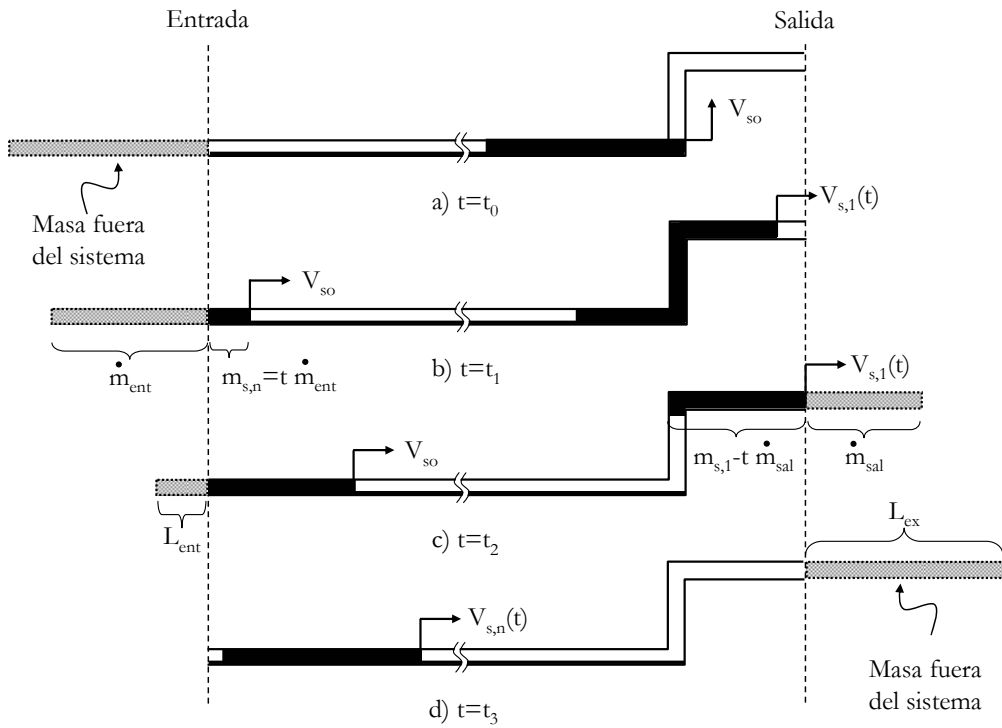 Entrada
Salida
V_so
Masa fuera
del sistema
a) t=t_0
V_s,1(t)
V_so
ṁ_ent
m_s,n=t ṁ_ent
b) t=t_1
V_s,1(t)
V_so
m_s,1-t ṁ_sal
ṁ_sal
L_ent
c) t=t_2
L_ex
V_s,n(t)
Masa fuera
del sistema
d) t=t_3